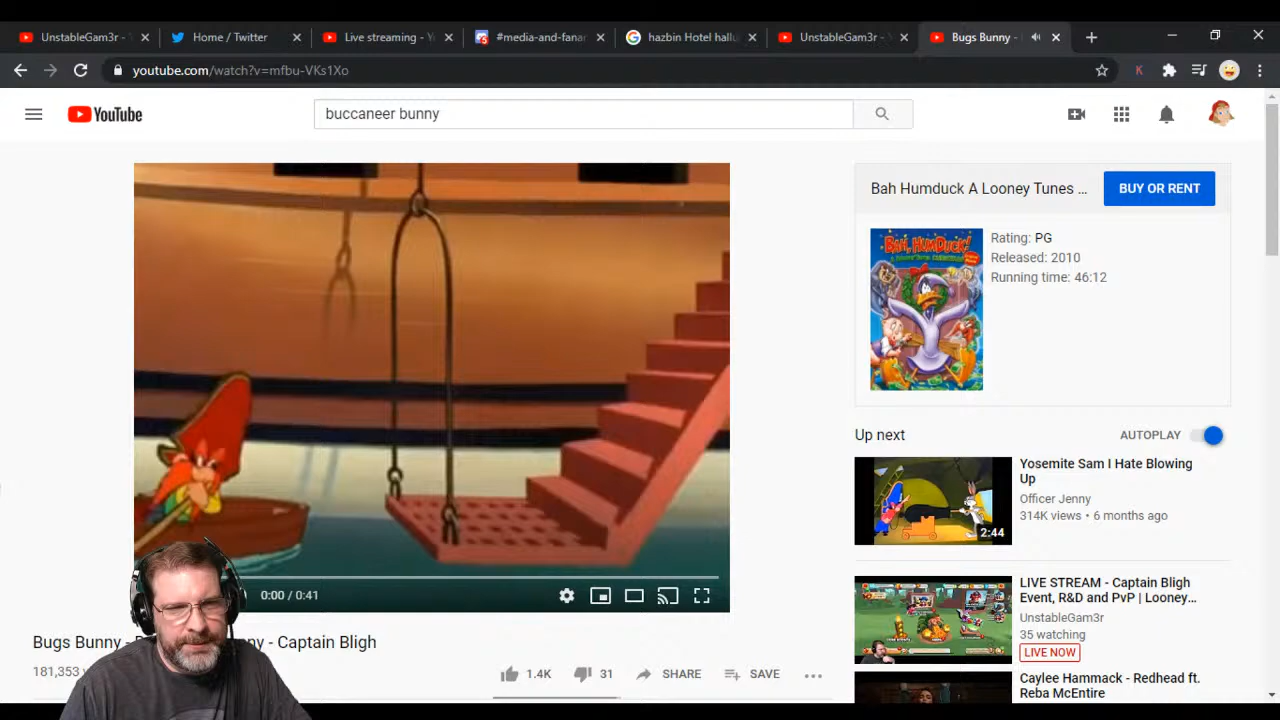 UnstableGam3r - Y
Home / Twitter
Live streaming - Yo
#media-and-fanar
hazbin Hotel hallu
UnstableGam3r - Y
Bugs Bunny -
youtube.com/watch?v=mfbu-VKs1Xo
K
YouTube
buccaneer bunny
Bah Humduck A Looney Tunes ...
BUY OR RENT
BAH, HUMDUCK!
Rating: PG
Released: 2010
Running time: 46:12
Up next
AUTOPLAY
Yosemite Sam I Hate Blowing
Up
Officer Jenny
314K views • 6 months ago
2:44
LIVE STREAM - Captain Bligh
Event, R&D and PvP | Looney...
UnstableGam3r
35 watching
LIVE NOW
Caylee Hammack - Redhead ft.
Reba McEntire
0:00 / 0:41
Bugs Bunny - nny - Captain Bligh
181,353
1.4K
31
SHARE
SAVE